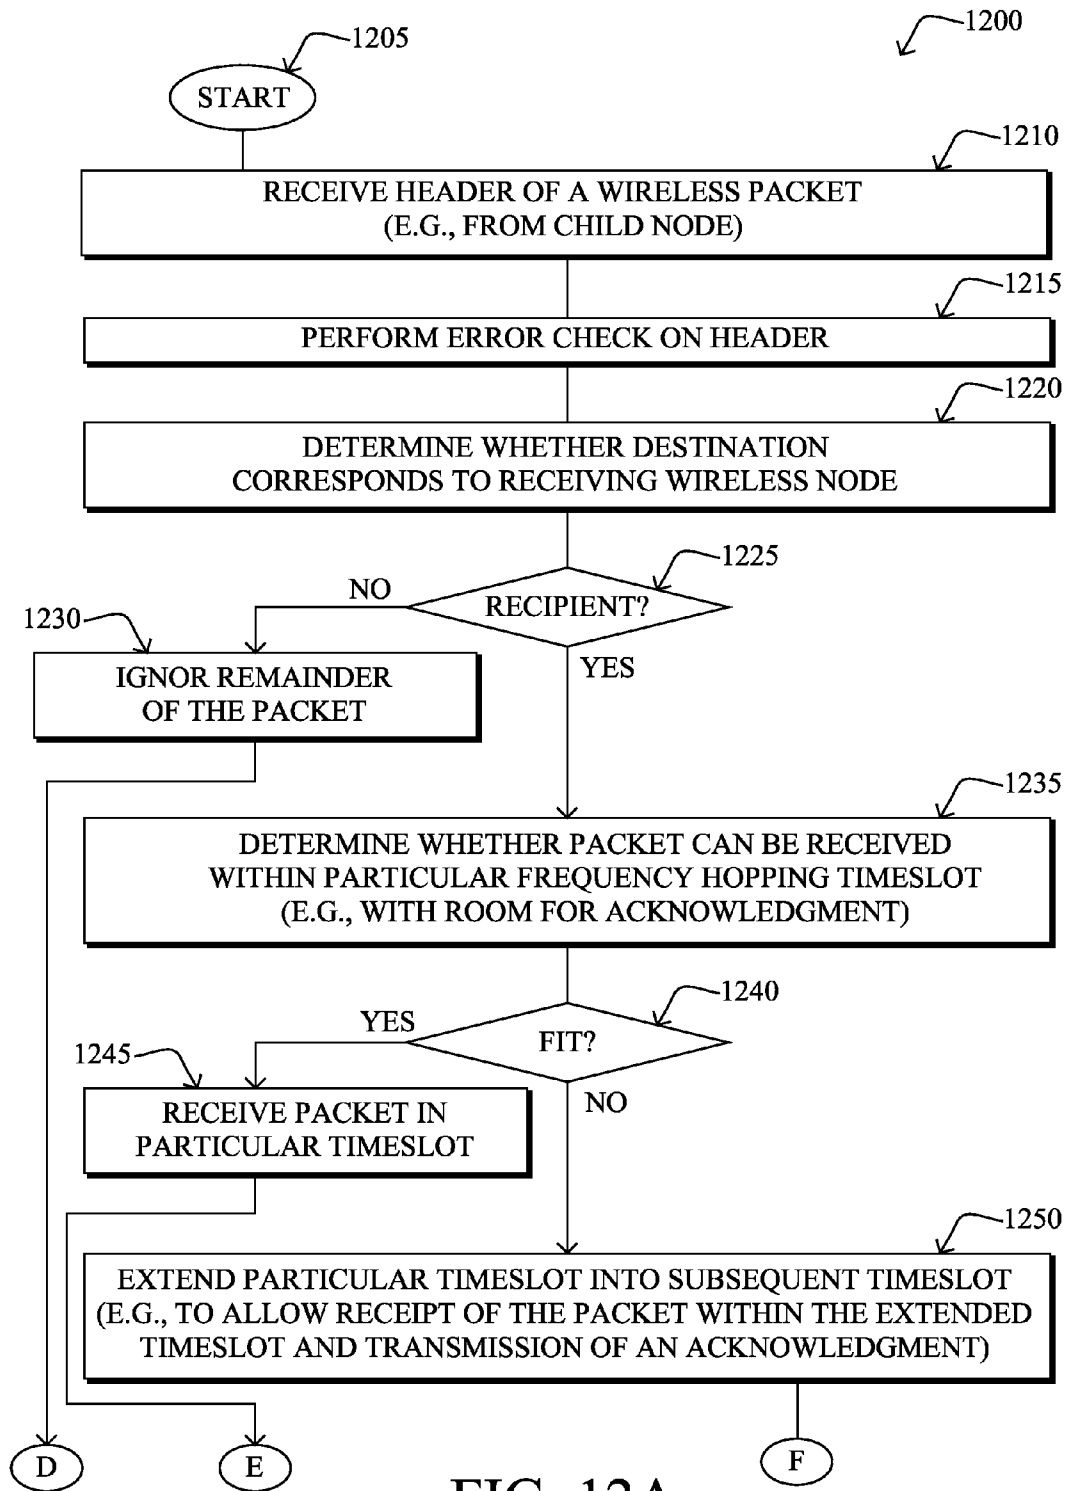 1200
1205
START
1210
RECEIVE HEADER OF A WIRELESS PACKET
(E.G., FROM CHILD NODE)
1215
PERFORM ERROR CHECK ON HEADER
1220
DETERMINE WHETHER DESTINATION
CORRESPONDS TO RECEIVING WIRELESS NODE
1225
NO
RECIPIENT?
1230
YES
IGNOR REMAINDER
OF THE PACKET
1235
DETERMINE WHETHER PACKET CAN BE RECEIVED
WITHIN PARTICULAR FREQUENCY HOPPING TIMESLOT
(E.G., WITH ROOM FOR ACKNOWLEDGMENT)
1240
YES
FIT?
1245
NO
RECEIVE PACKET IN
PARTICULAR TIMESLOT
1250
EXTEND PARTICULAR TIMESLOT INTO SUBSEQUENT TIMESLOT
(E.G., TO ALLOW RECEIPT OF THE PACKET WITHIN THE EXTENDED
TIMESLOT AND TRANSMISSION OF AN ACKNOWLEDGMENT)
D
E
F
FIG. 12A